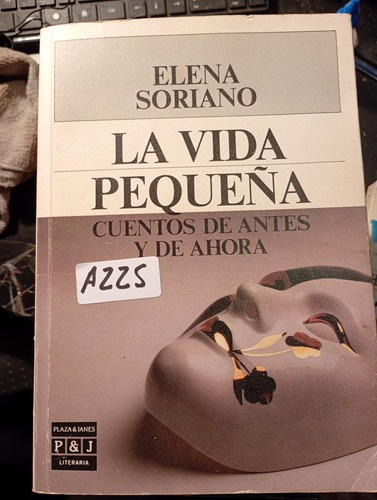 ELENA
SORIANO
LA VIDA
PEQUEÑA
CUENTOS DE ANTES
Y DE AHORA
A225
PLAZA & JANES
P&J
LITERARIA